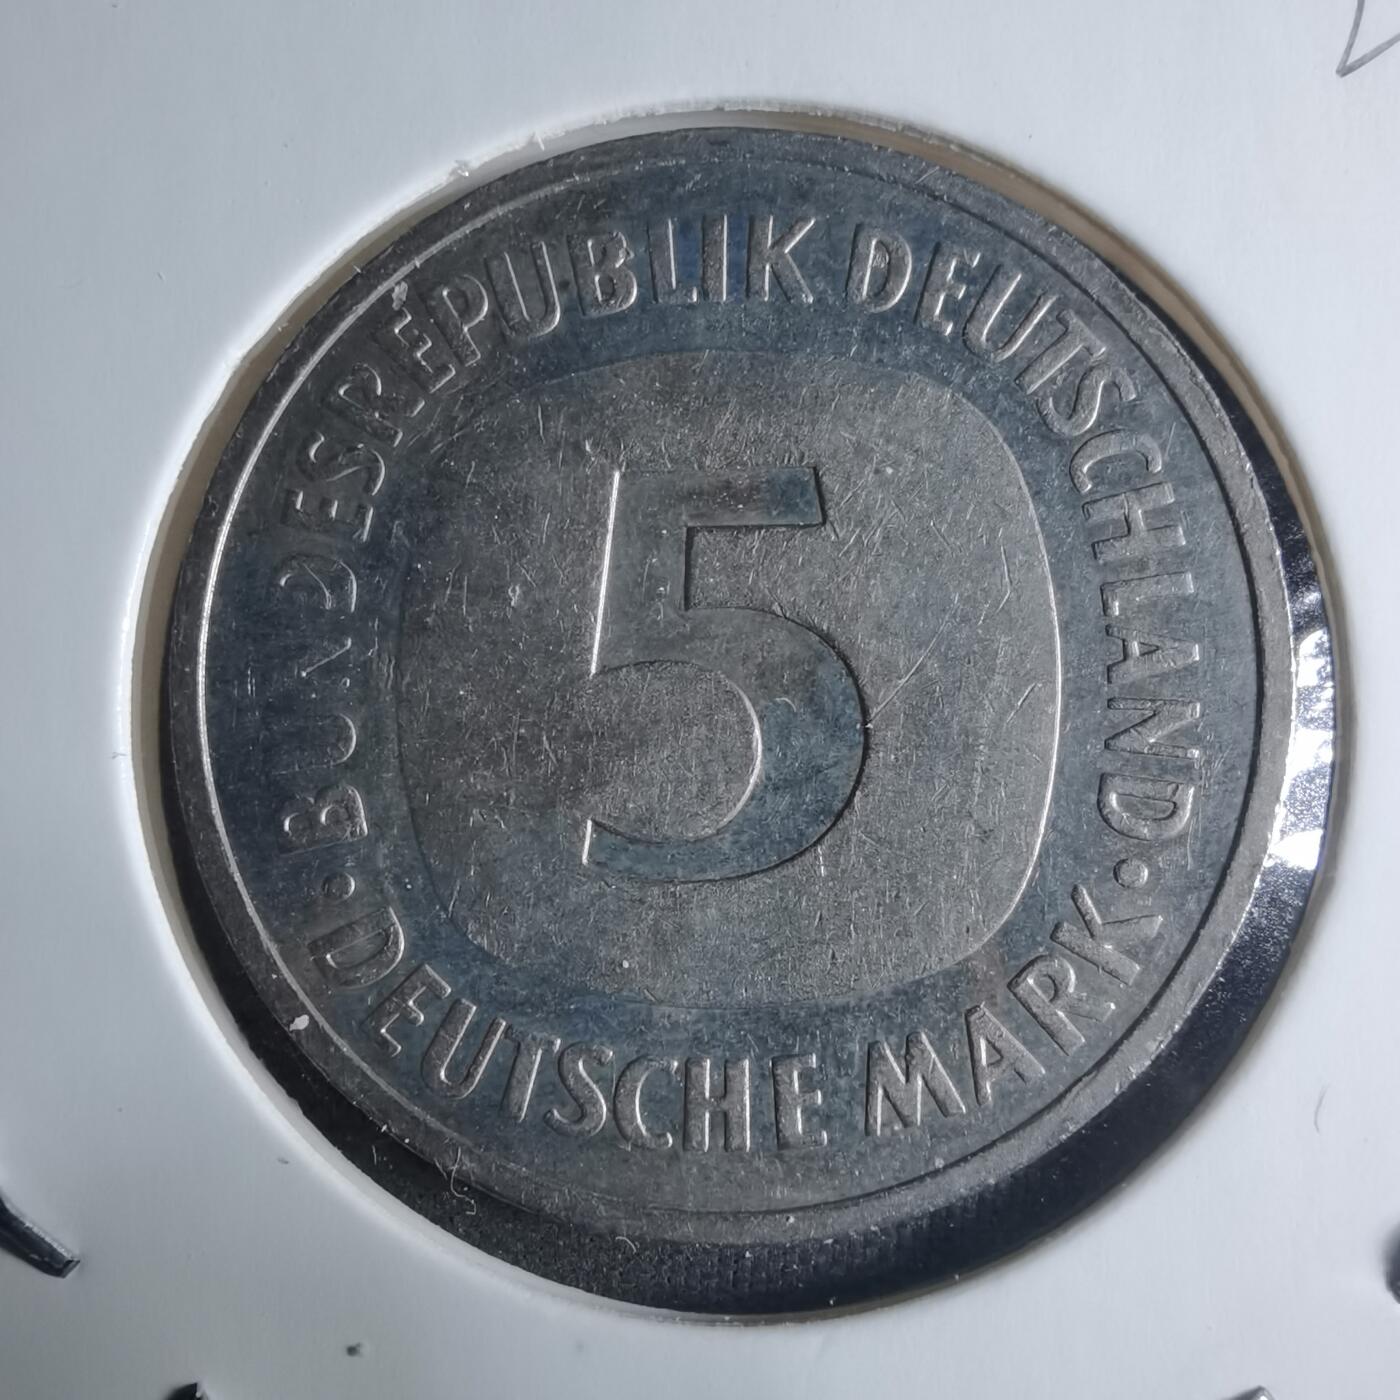 BUNDESREPUBLIK DEUTSCHLAND
5
DEUTSCHE MARK